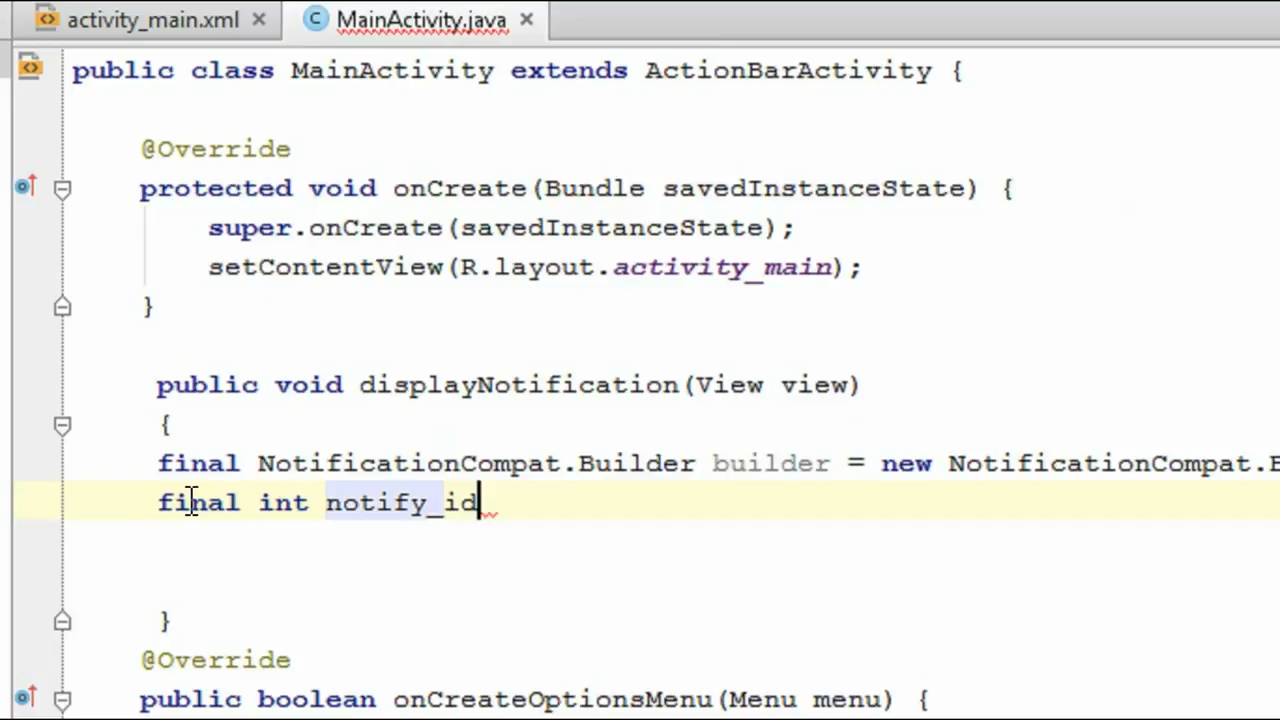 activity_main.xml
MainActivity.java
public class MainActivity extends ActionBarActivity {
@Override
protected void onCreate(Bundle savedInstanceState) {
super.onCreate(savedInstanceState);
setContentView(R.layout.activity_main);
}
public void displayNotification(View view)
{
final NotificationCompat.Builder builder = new NotificationCompat.B
final int notify_id
}
@Override
public boolean onCreateOptionsMenu(Menu menu) {